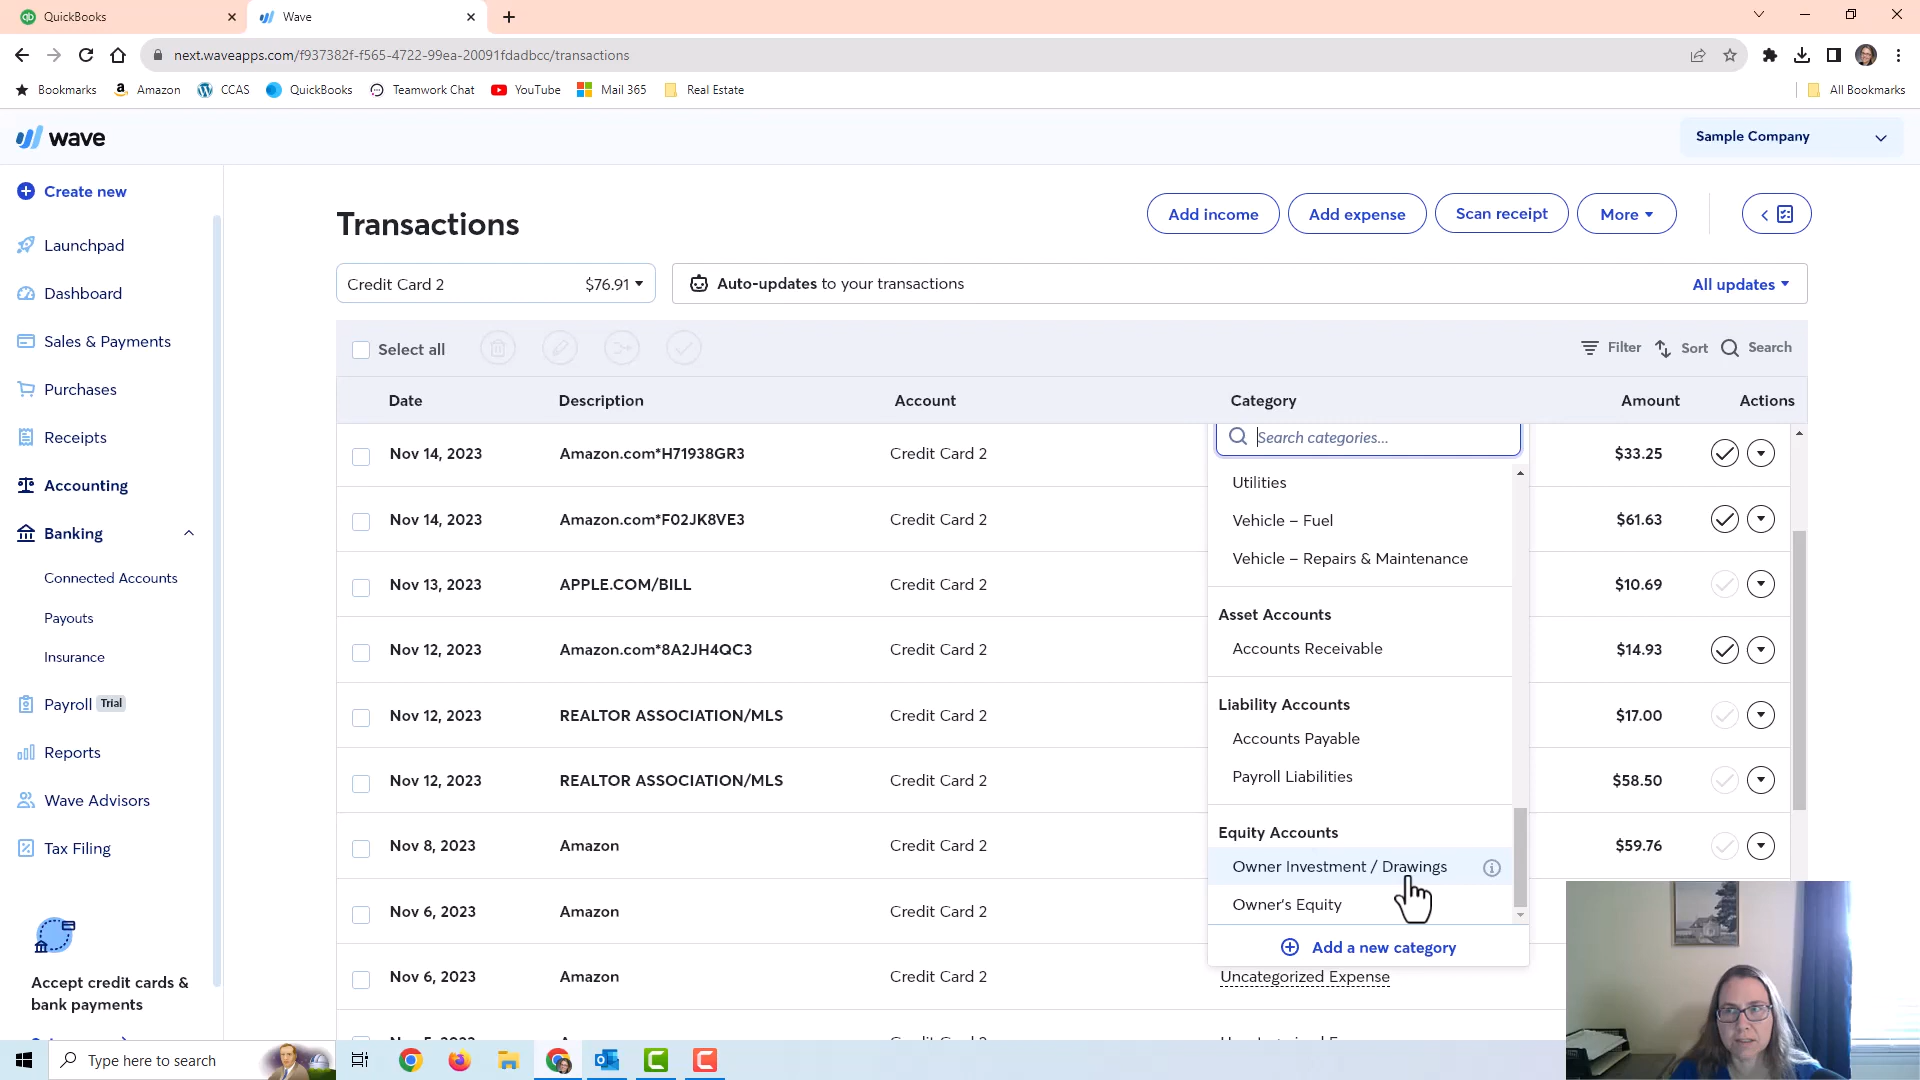 QuickBooks
Wave
next.waveapps.com/f937382f-f565-4722-99ea-20091fdadbcc/transactions
Bookmarks Amazon CCAS QuickBooks Teamwork Chat YouTube Mail 365 Real Estate All Bookmarks
wave
Sample Company
Create new
Launchpad
Dashboard
Sales & Payments
Purchases
Receipts
Accounting
Banking
Connected Accounts
Payouts
Insurance
Payroll Trial
Reports
Wave Advisors
Tax Filing
Accept credit cards &
bank payments
Transactions
Add income Add expense Scan receipt More
Credit Card 2 $76.91
Auto-updates to your transactions All updates
Select all Filter Sort Search
Date Description Account Category Amount Actions
Nov 14, 2023 Amazon.com*H71938GR3 Credit Card 2 $33.25
Nov 14, 2023 Amazon.com*F02JK8VE3 Credit Card 2 $61.63
Nov 13, 2023 APPLE.COM/BILL Credit Card 2 $10.69
Nov 12, 2023 Amazon.com*8A2JH4QC3 Credit Card 2 $14.93
Nov 12, 2023 REALTOR ASSOCIATION/MLS Credit Card 2 $17.00
Nov 12, 2023 REALTOR ASSOCIATION/MLS Credit Card 2 $58.50
Nov 8, 2023 Amazon Credit Card 2 $59.76
Nov 6, 2023 Amazon Credit Card 2
Nov 6, 2023 Amazon Credit Card 2 Uncategorized Expense
Search categories...
Utilities
Vehicle – Fuel
Vehicle – Repairs & Maintenance
Asset Accounts
Accounts Receivable
Liability Accounts
Accounts Payable
Payroll Liabilities
Equity Accounts
Owner Investment / Drawings
Owner's Equity
Add a new category
Type here to search